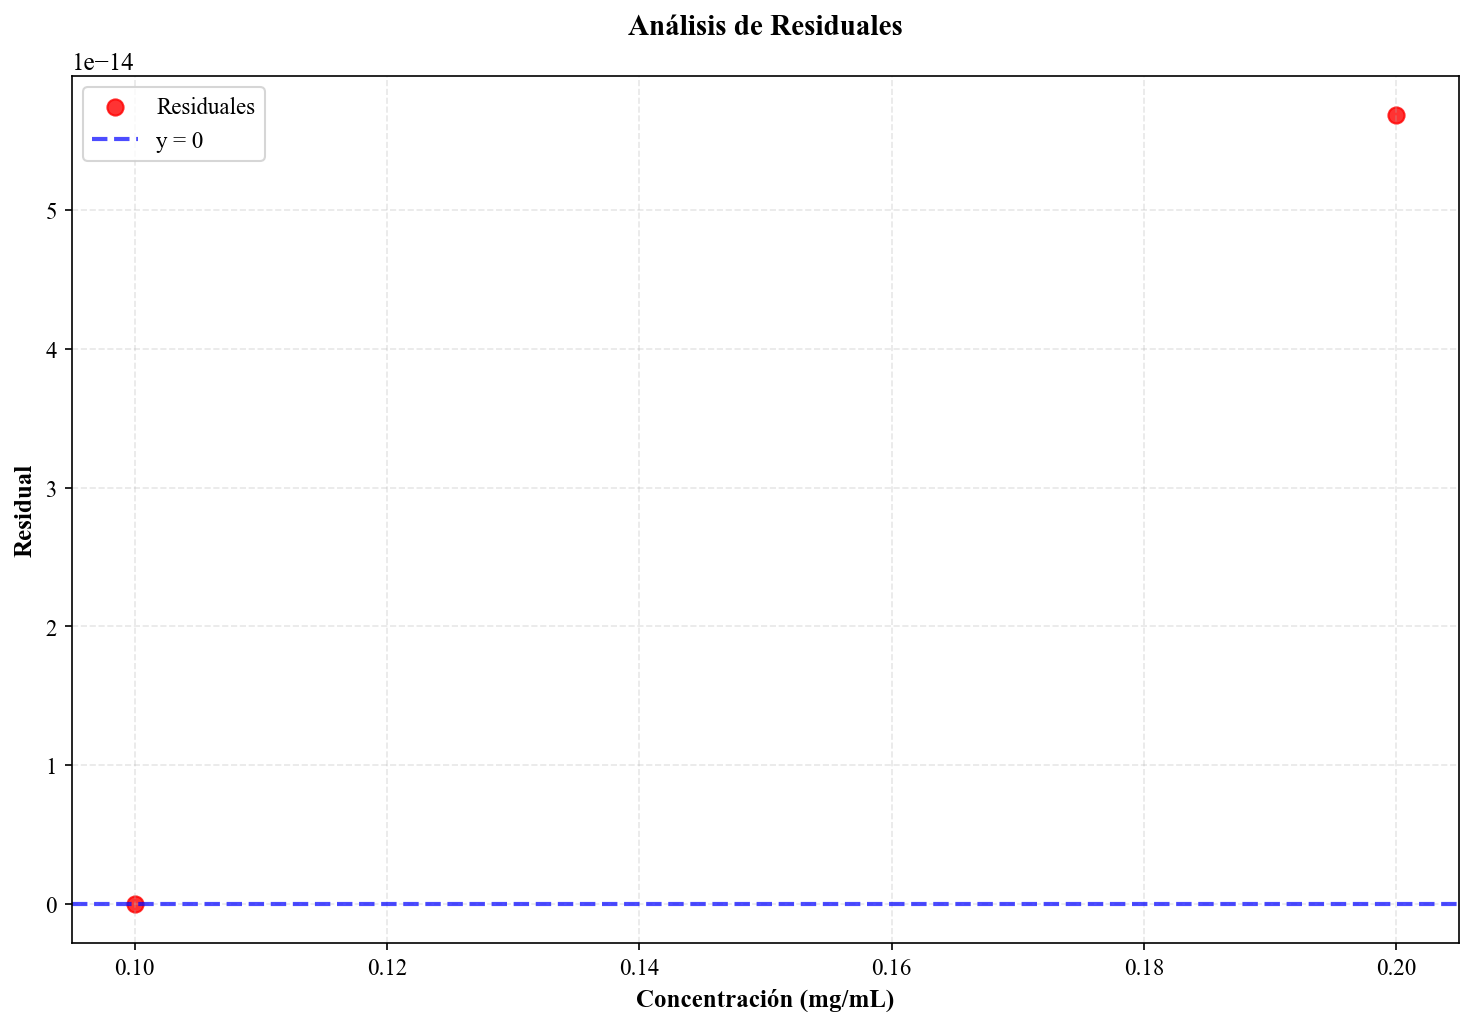 Análisis de Residuales
1e−14
Residuales
y = 0
5
4
3
2
1
0
Residual
0.10 0.12 0.14 0.16 0.18 0.20
Concentración (mg/mL)